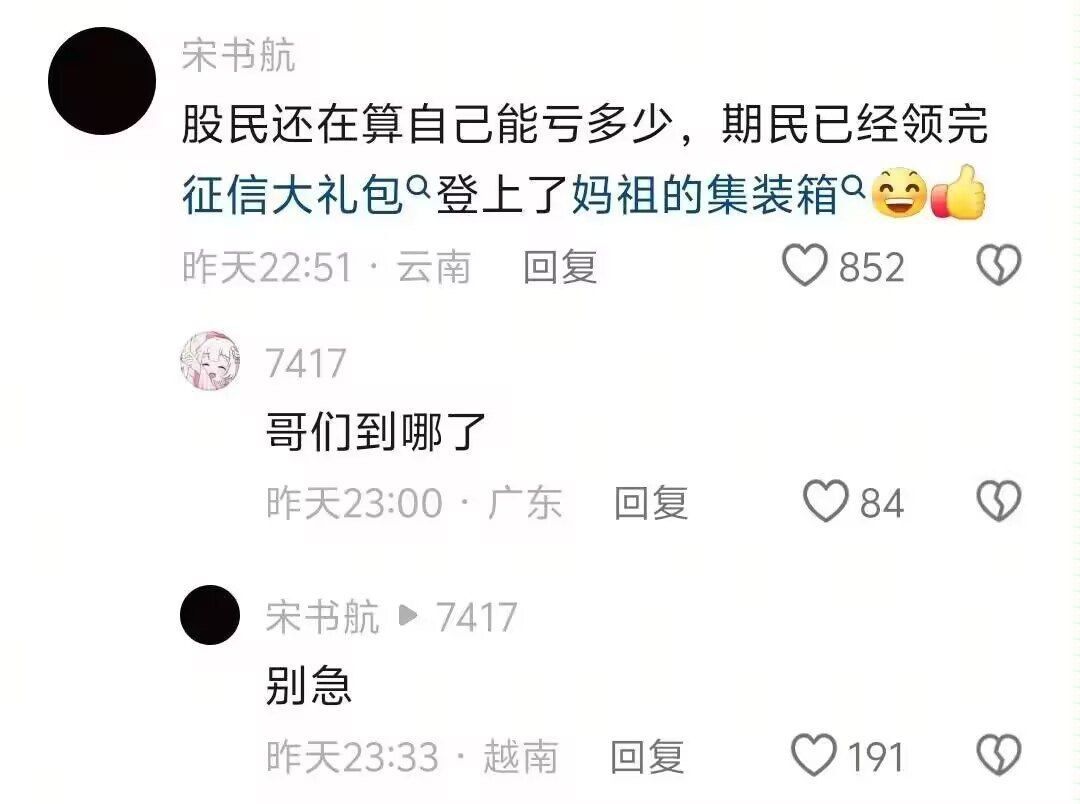 宋书航
股民还在算自己能亏多少，期民已经领完
征信大礼包登上了妈祖的集装箱
昨天22:51 · 云南 回复 852
7417
哥们到哪了
昨天23:00 · 广东 回复 84
宋书航 ▶ 7417
别急
昨天23:33 · 越南 回复 191